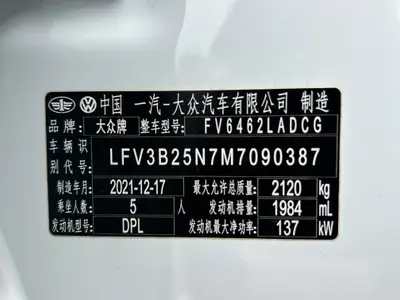 中国 一汽-大众汽车有限公司 制造
品牌: 大众牌 整车型号: FV6462LADCG
车辆识别代号: LFV3B25N7M7090387
制造年月: 2021-12-17 最大允许总质量: 2120 kg
乘坐人数: 5 人 发动机排量: 1984 mL
发动机型号: DPL 发动机最大净功率: 137 kW